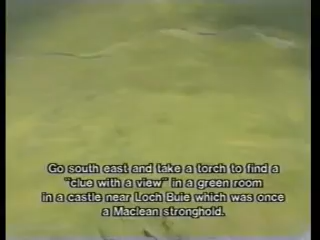 Go south east and take a torch to find a
"clue with a view" in a green room
in a castle near Loch Buie which was once
a Maclean stronghold.